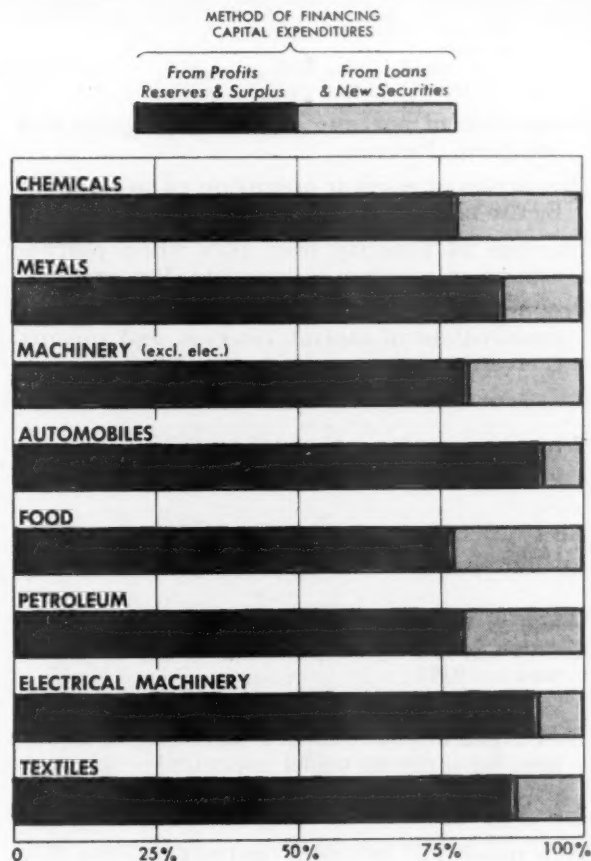 METHOD OF FINANCING
CAPITAL EXPENDITURES
From Profits
Reserves & Surplus
From Loans
& New Securities
CHEMICALS
METALS
MACHINERY (excl. elec.)
AUTOMOBILES
FOOD
PETROLEUM
ELECTRICAL MACHINERY
TEXTILES
0 25% 50% 75% 100%